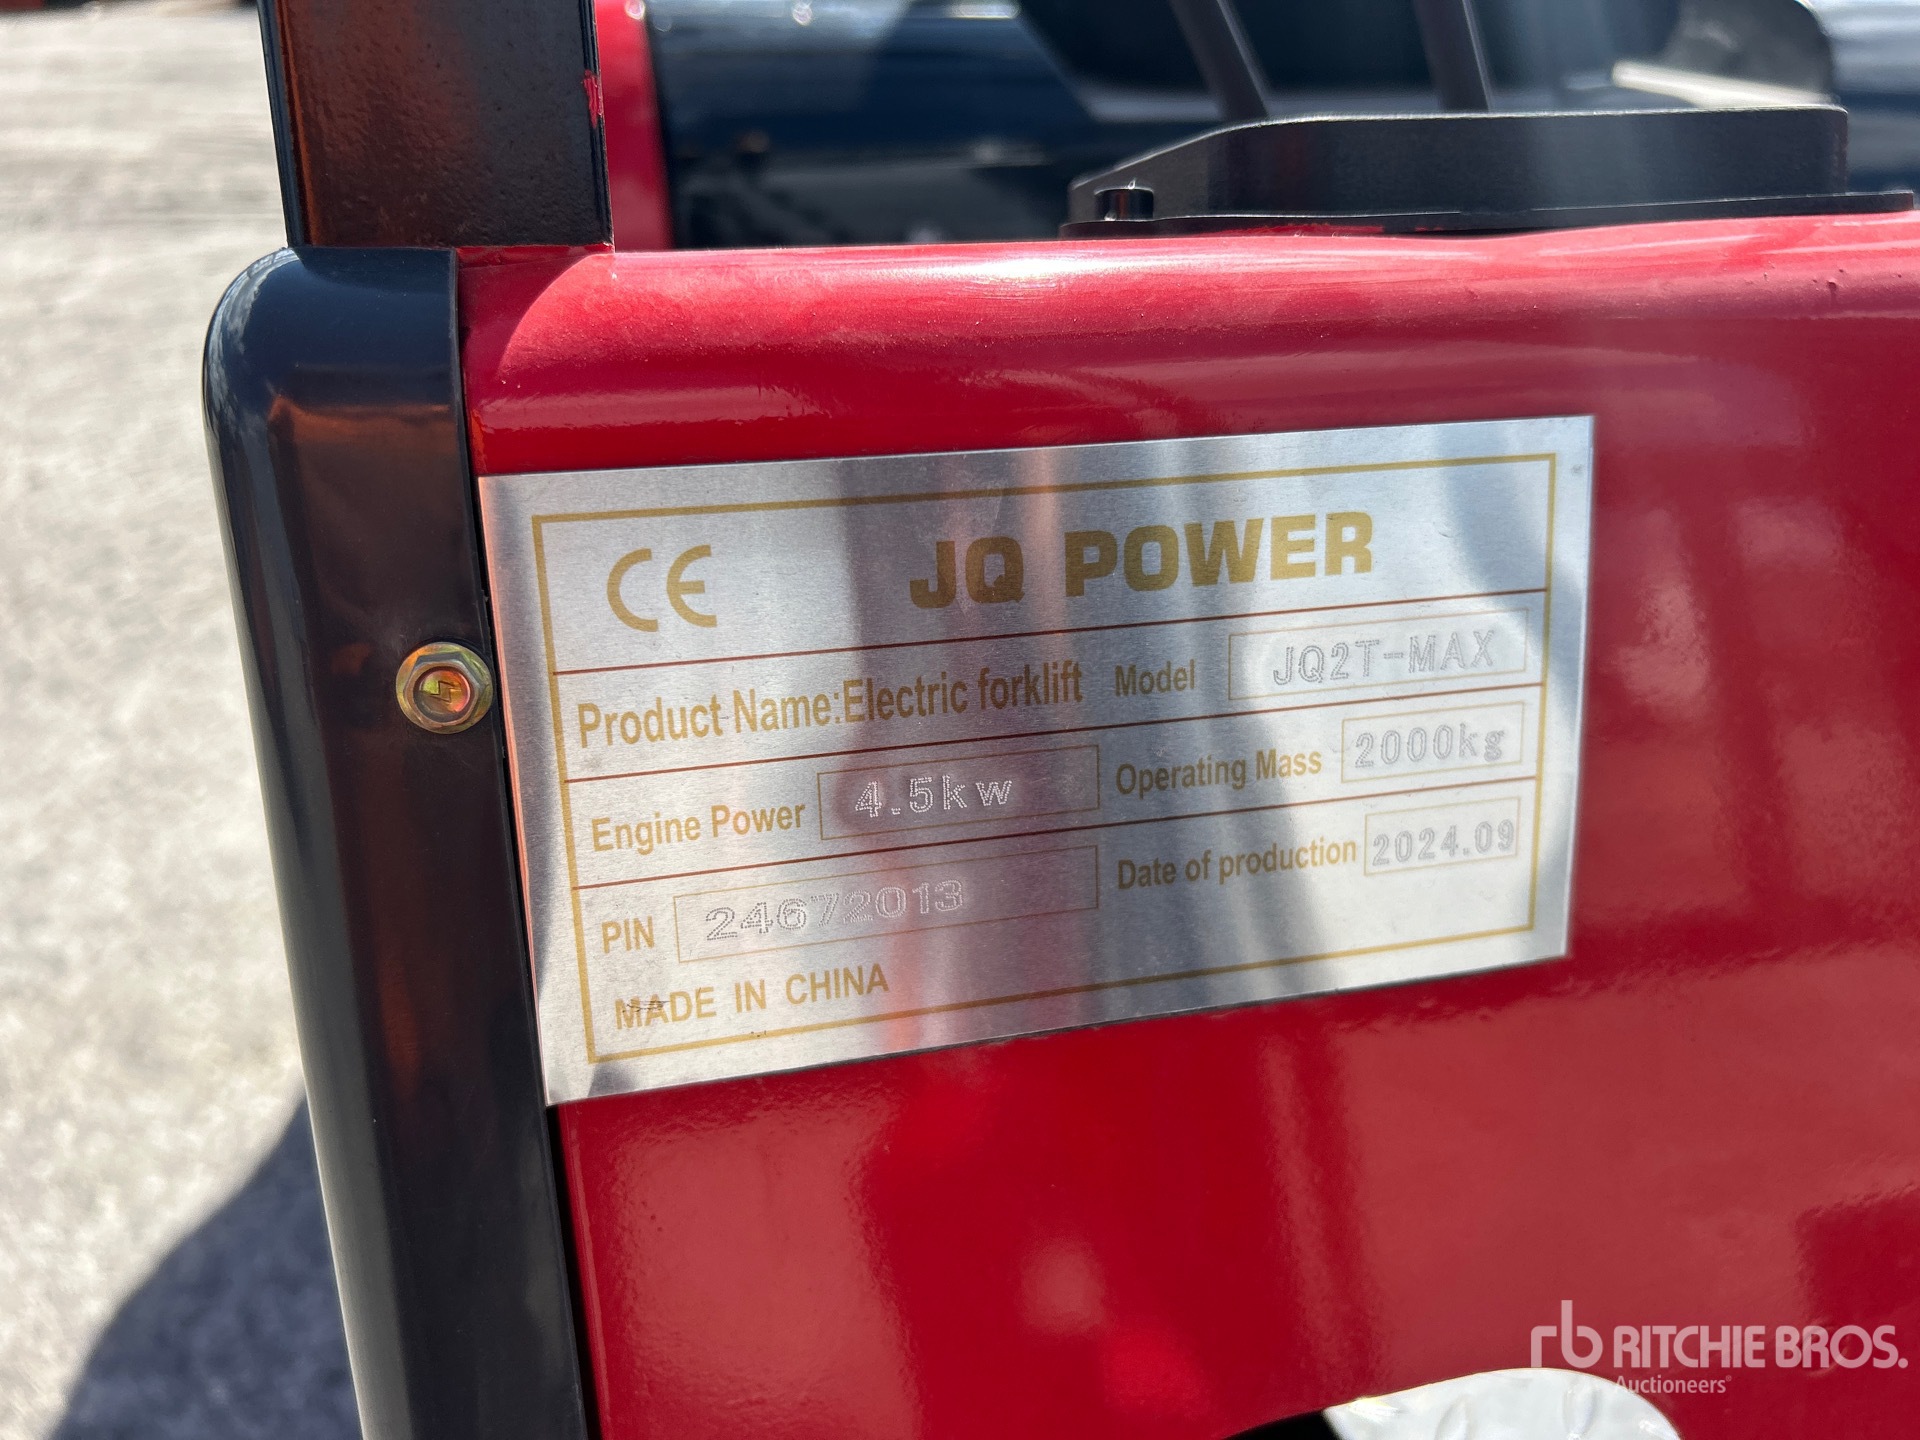 CE JQ POWER
Product Name:Electric forklift Model JQ2T-MAX
Engine Power 4.5kw Operating Mass 2000kg
PIN 24672013 Date of production 2024.09
MADE IN CHINA
rb RITCHIE BROS.
Auctioneers